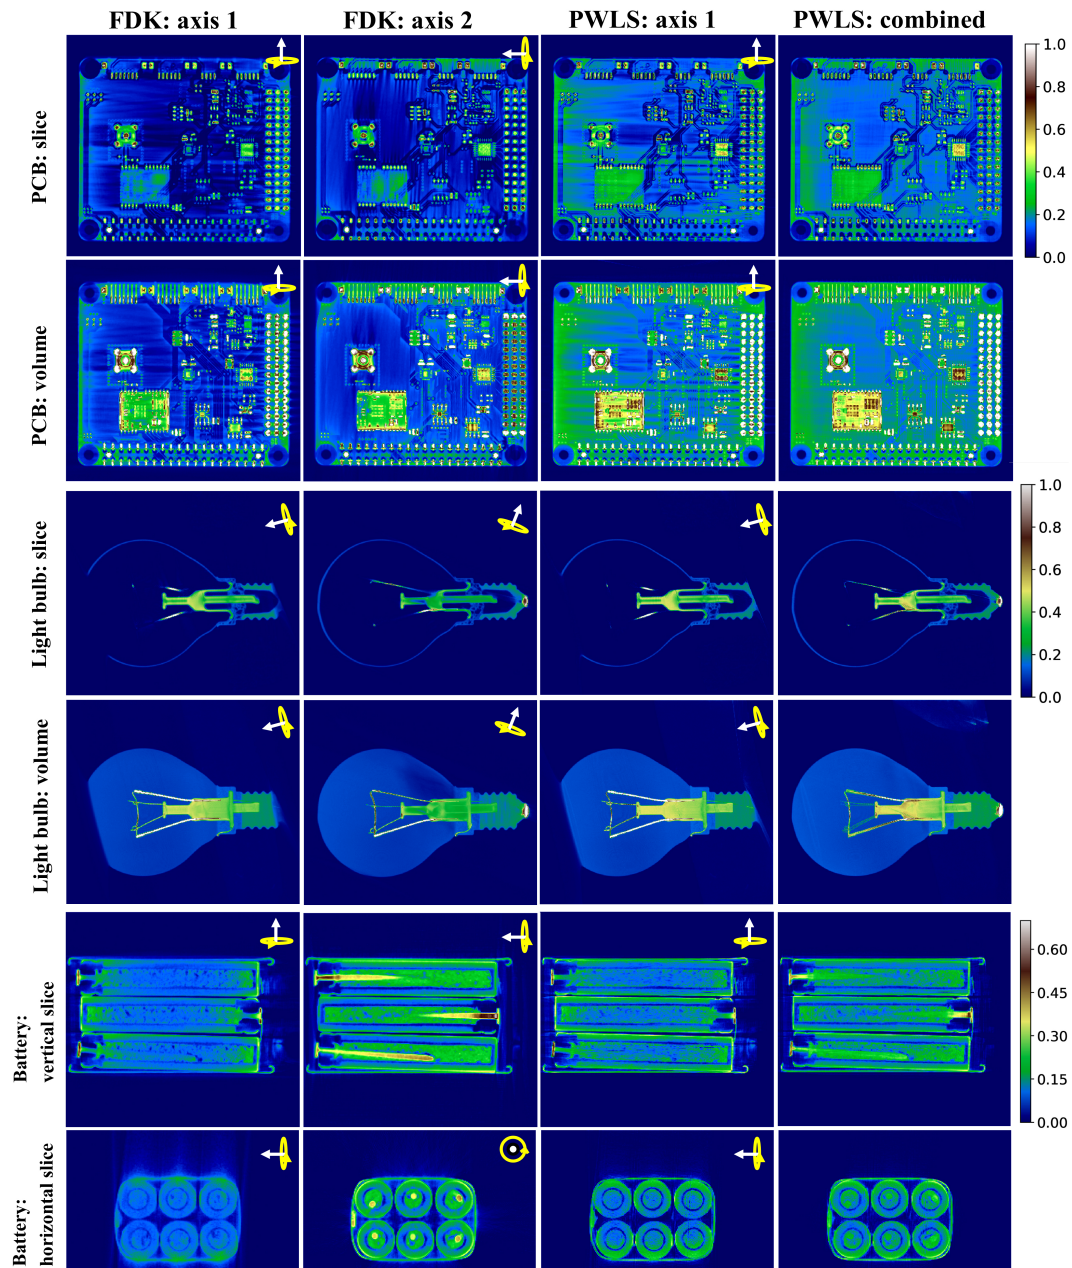 FDK: axis 1 FDK: axis 2 PWLS: axis 1 PWLS: combined
PCB: slice
1.0
0.8
0.6
0.4
0.2
0.0
PCB: volume
Light bulb: slice
1.0
0.8
0.6
0.4
0.2
0.0
Light bulb: volume
Battery:
vertical slice
0.60
0.45
0.30
0.15
0.00
Battery:
horizontal slice